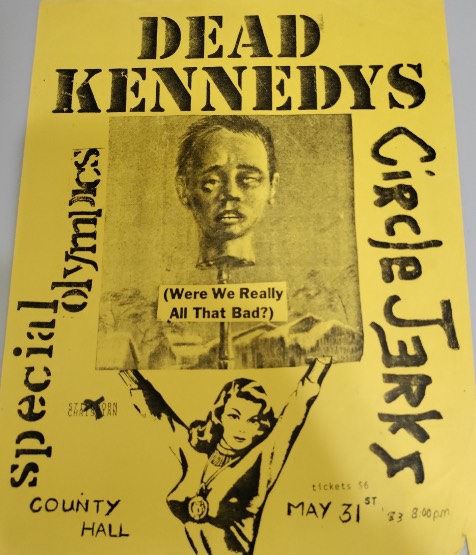 DEAD
KENNEDYS
Circle Jerks
special olympics
(Were We Really
All That Bad?)
COUNTY
HALL
tickets $6
MAY 31ST '83 8:00pm